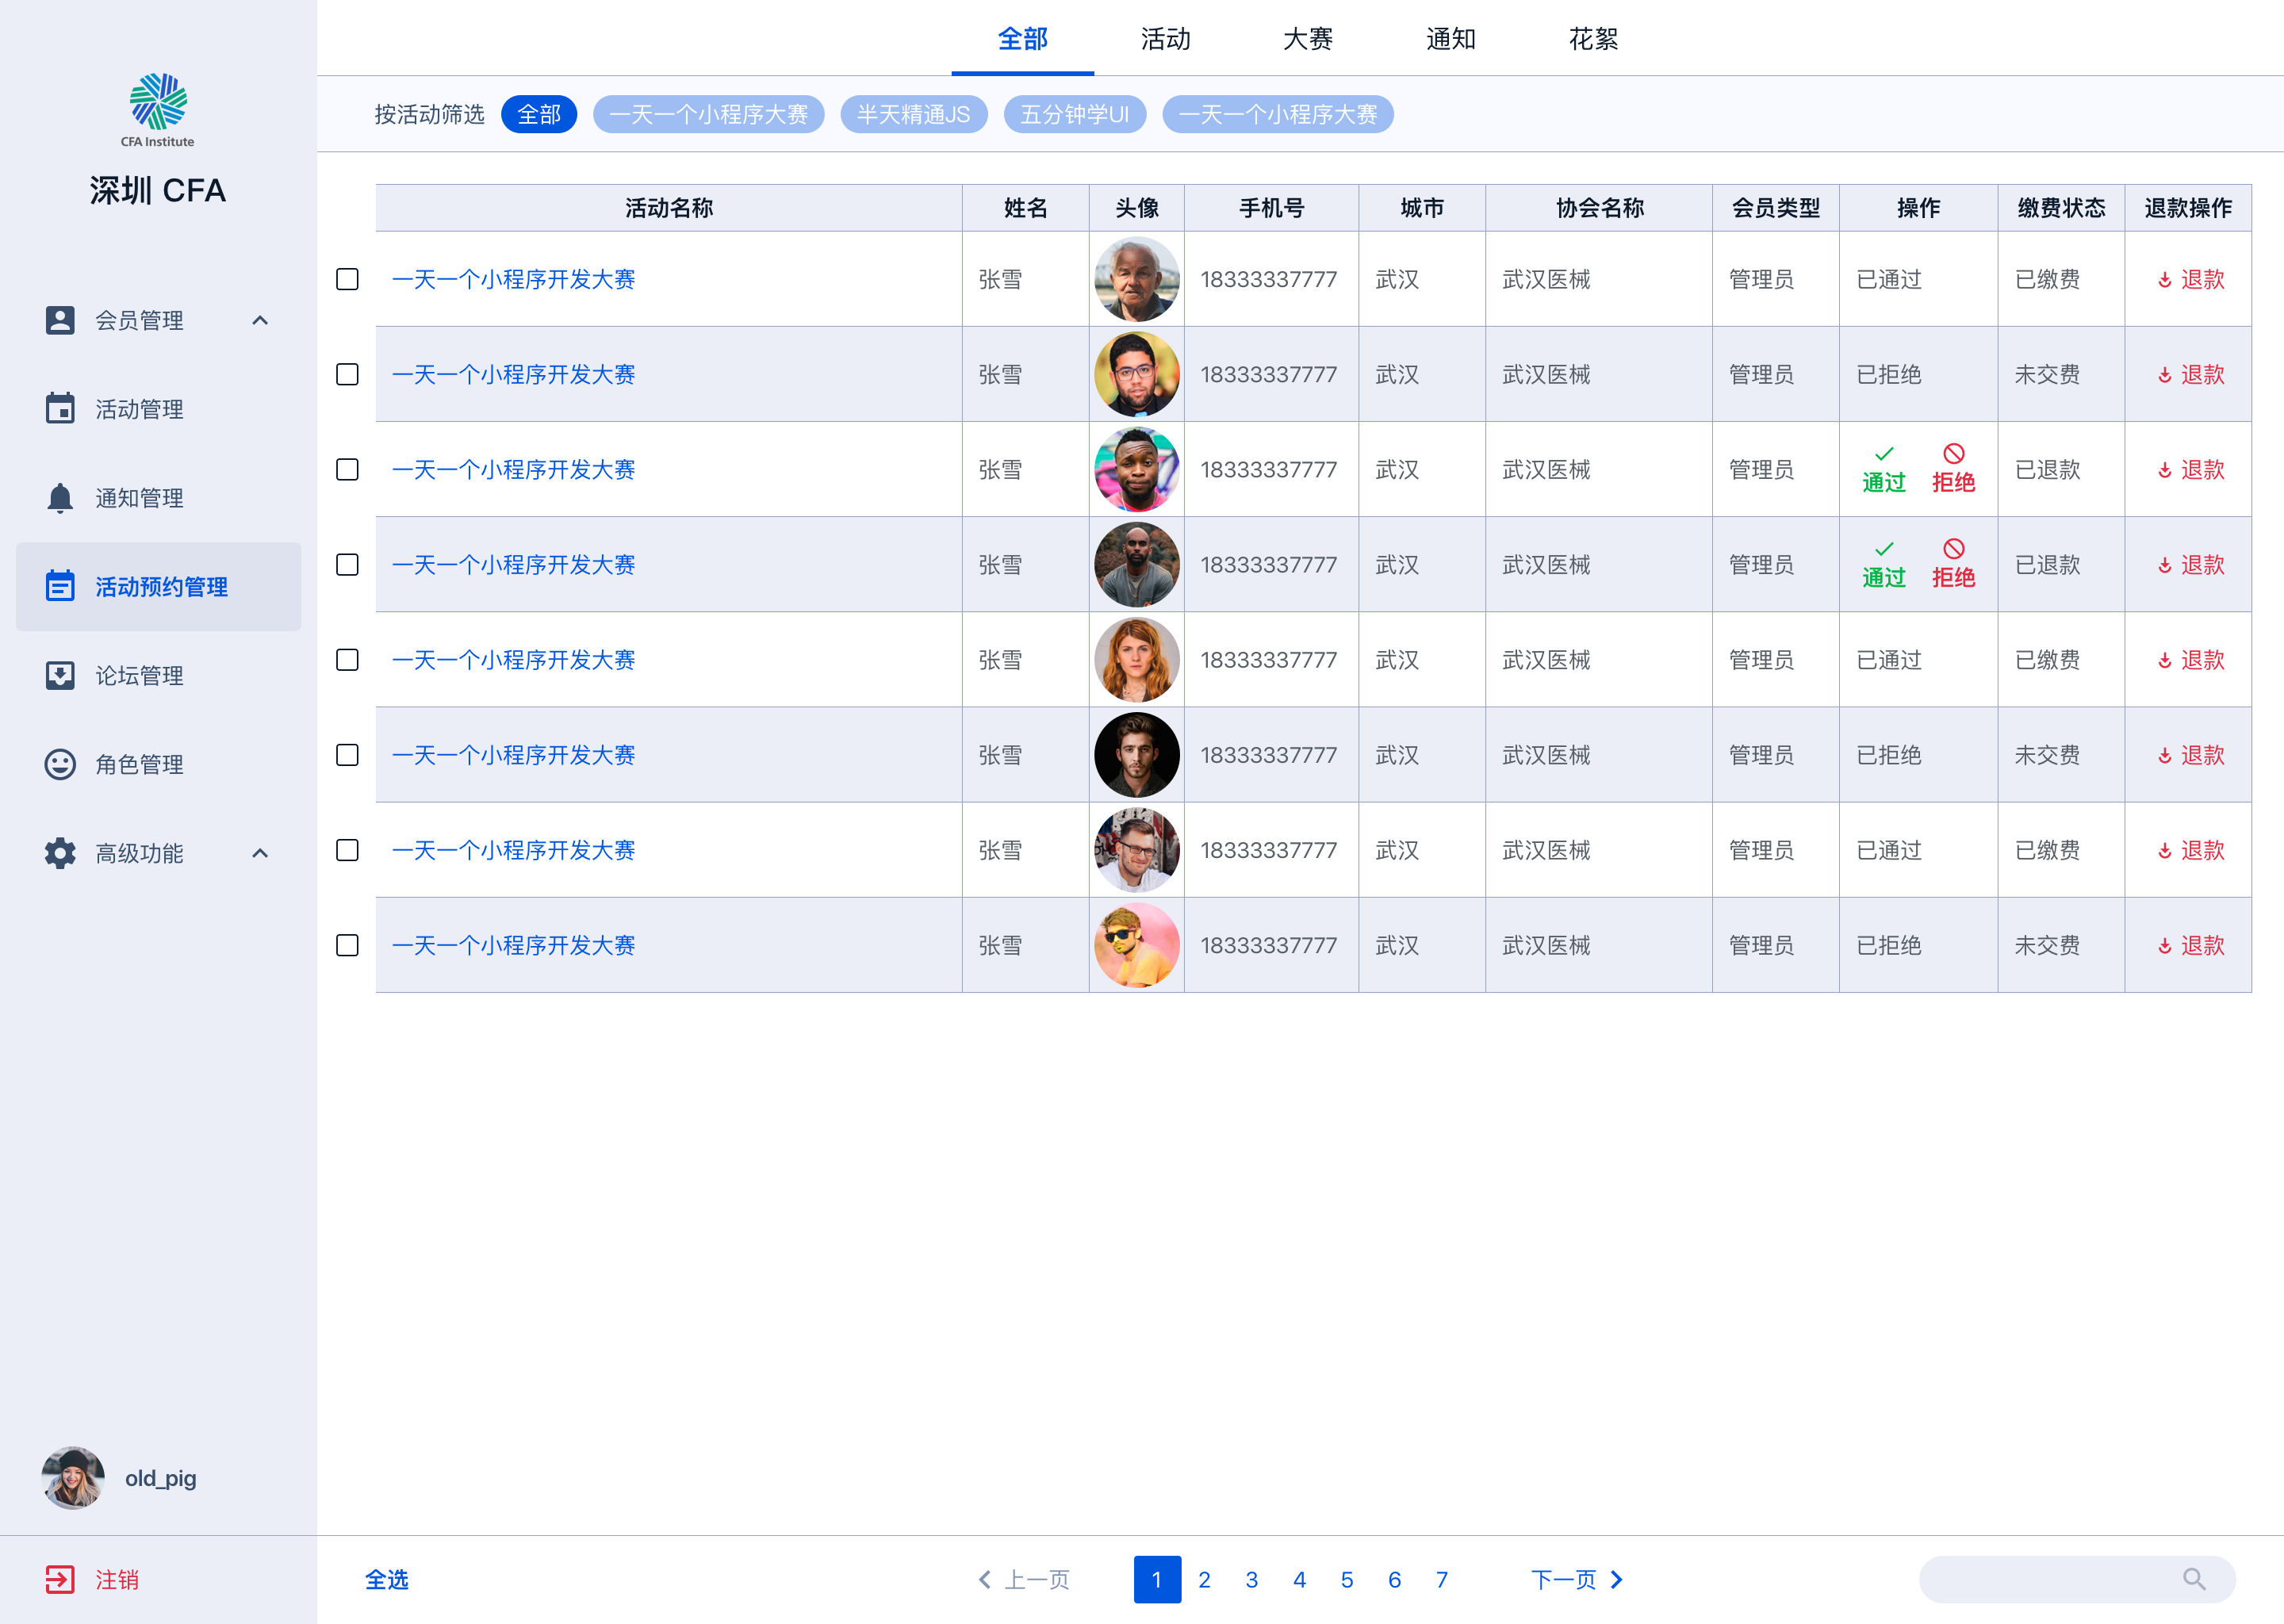 CFA Institute
深圳 CFA
会员管理
活动管理
通知管理
活动预约管理
论坛管理
角色管理
高级功能
old_pig
注销
全部 活动 大赛 通知 花絮
按活动筛选 全部 一天一个小程序大赛 半天精通JS 五分钟学UI 一天一个小程序大赛
活动名称 姓名 头像 手机号 城市 协会名称 会员类型 操作 缴费状态 退款操作
一天一个小程序开发大赛 张雪 18333337777 武汉 武汉医械 管理员 已通过 已缴费 退款
一天一个小程序开发大赛 张雪 18333337777 武汉 武汉医械 管理员 已拒绝 未交费 退款
一天一个小程序开发大赛 张雪 18333337777 武汉 武汉医械 管理员 通过 拒绝 已退款 退款
一天一个小程序开发大赛 张雪 18333337777 武汉 武汉医械 管理员 通过 拒绝 已退款 退款
一天一个小程序开发大赛 张雪 18333337777 武汉 武汉医械 管理员 已通过 已缴费 退款
一天一个小程序开发大赛 张雪 18333337777 武汉 武汉医械 管理员 已拒绝 未交费 退款
一天一个小程序开发大赛 张雪 18333337777 武汉 武汉医械 管理员 已通过 已缴费 退款
一天一个小程序开发大赛 张雪 18333337777 武汉 武汉医械 管理员 已拒绝 未交费 退款
全选 上一页 1 2 3 4 5 6 7 下一页